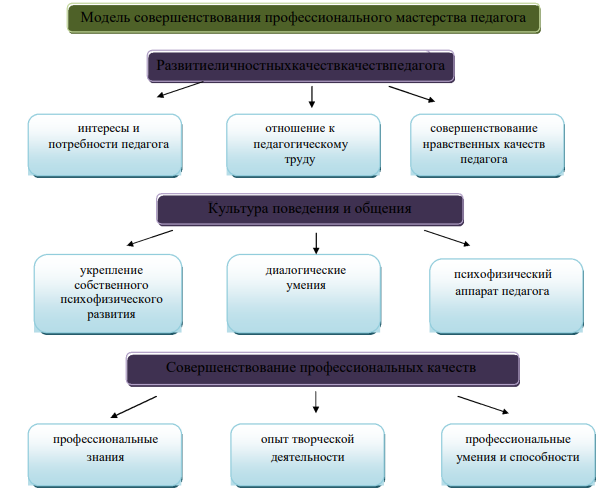 Модель совершенствования профессионального мастерства педагога
Развитиеличностныхкачествкачествпедагога
интересы и
потребности педагога
отношение к
педагогическому
труду
совершенствование
нравственных качеств
педагога
Культура поведения и общения
укрепление
собственного
психофизического
развития
диалогические
умения
психофизический
аппарат педагога
Совершенствование профессиональных качеств
профессиональные
знания
опыт творческой
деятельности
профессиональные
умения и способности